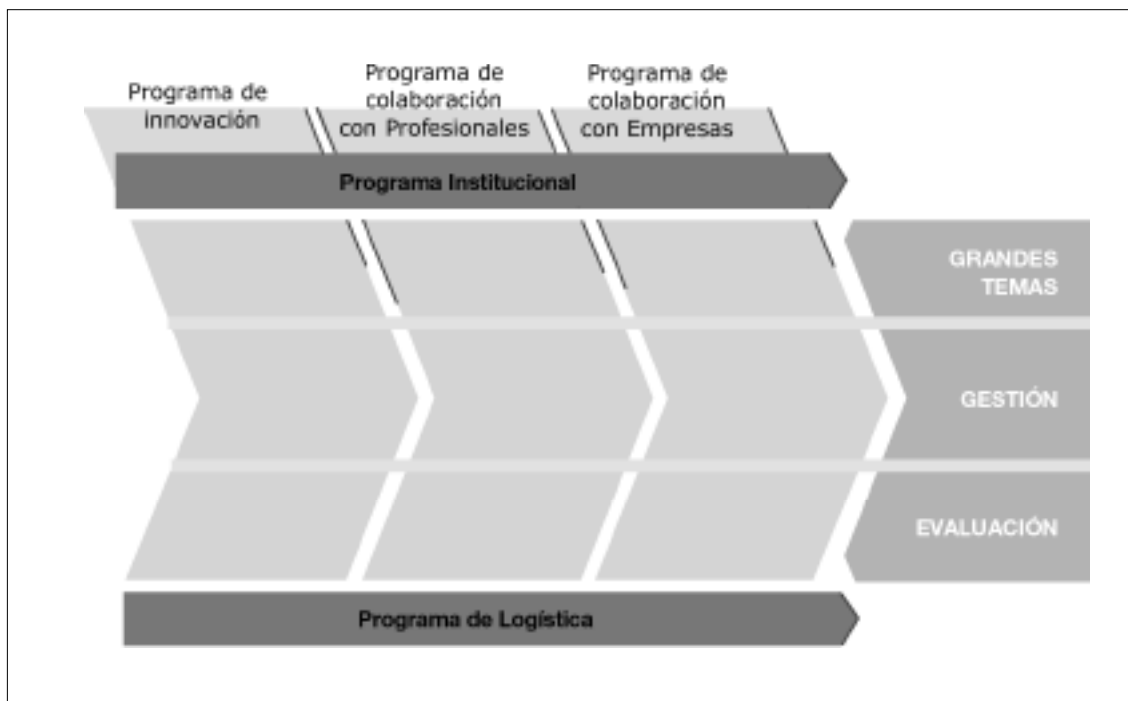 Programa de
innovación
Programa de
colaboración
con Profesionales
Programa de
colaboración
con Empresas
Programa Institucional
GRANDES
TEMAS
GESTIÓN
EVALUACIÓN
Programa de Logística